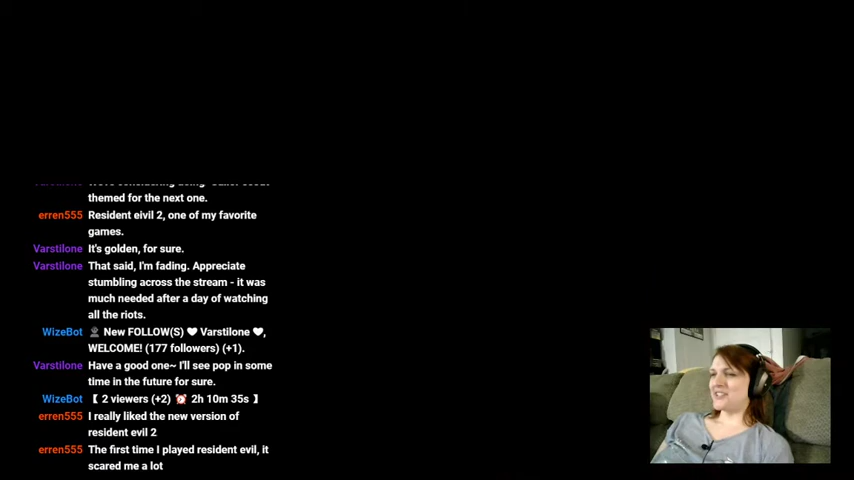 themed for the next one.
erren555 Resident eivil 2, one of my favorite
games.
Varstilone It's golden, for sure.
Varstilone That said, I'm fading. Appreciate
stumbling across the stream - it was
much needed after a day of watching
all the riots.
WizeBot New FOLLOW(S) ♥ Varstilone ♥,
WELCOME! (177 followers) (+1).
Varstilone Have a good one~ I'll see pop in some
time in the future for sure.
WizeBot 【 2 viewers (+2) ⏰ 2h 10m 35s 】
erren555 I really liked the new version of
resident evil 2
erren555 The first time I played resident evil, it
scared me a lot